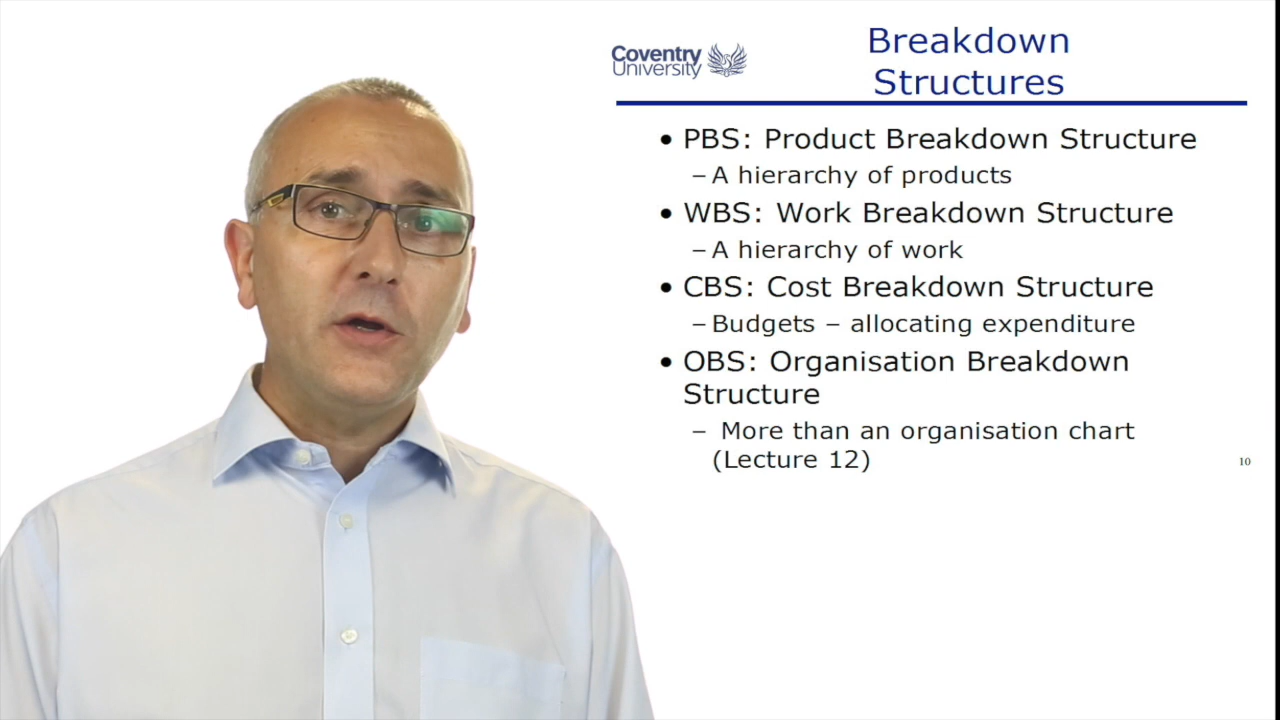 Coventry
University
Breakdown
Structures
• PBS: Product Breakdown Structure
– A hierarchy of products
• WBS: Work Breakdown Structure
– A hierarchy of work
• CBS: Cost Breakdown Structure
– Budgets – allocating expenditure
• OBS: Organisation Breakdown
Structure
– More than an organisation chart
(Lecture 12)
10